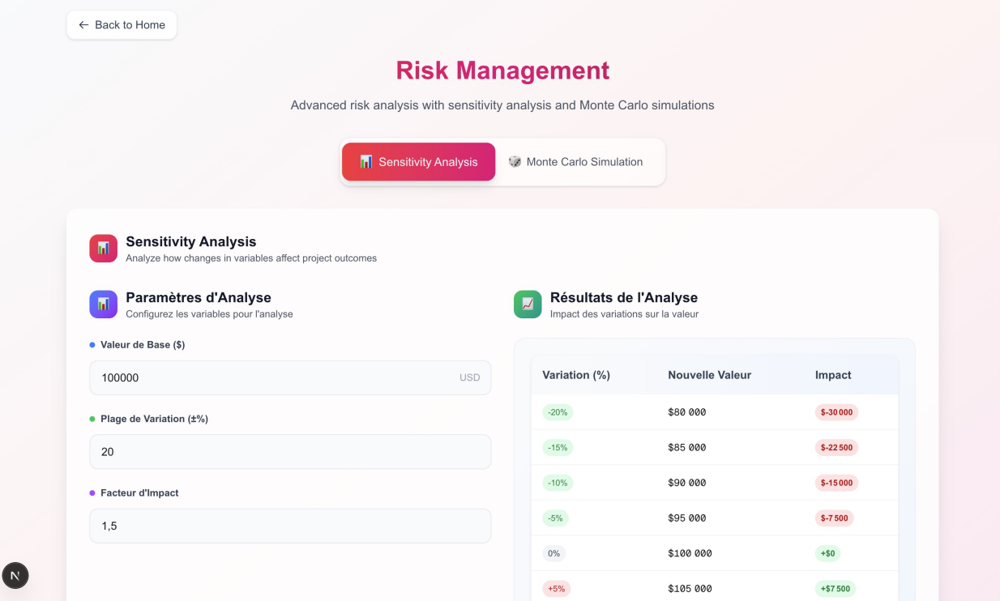 ← Back to Home
Risk Management
Advanced risk analysis with sensitivity analysis and Monte Carlo simulations
Sensitivity Analysis
Monte Carlo Simulation
Sensitivity Analysis
Analyze how changes in variables affect project outcomes
Paramètres d'Analyse
Configurez les variables pour l'analyse
Valeur de Base ($)
100000 USD
Plage de Variation (±%)
20
Facteur d'Impact
1,5
Résultats de l'Analyse
Impact des variations sur la valeur
Variation (%) Nouvelle Valeur Impact
-20% $80 000 $-30 000
-15% $85 000 $-22 500
-10% $90 000 $-15 000
-5% $95 000 $-7 500
0% $100 000 +$0
+5% $105 000 +$7 500
N